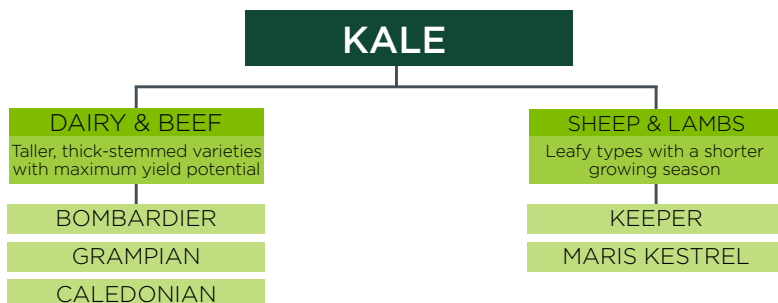 KALE
DAIRY & BEEF
Taller, thick-stemmed varieties
with maximum yield potential
BOMBARDIER
GRAMPIAN
CALEDONIAN
SHEEP & LAMBS
Leafy types with a shorter
growing season
KEEPER
MARIS KESTREL